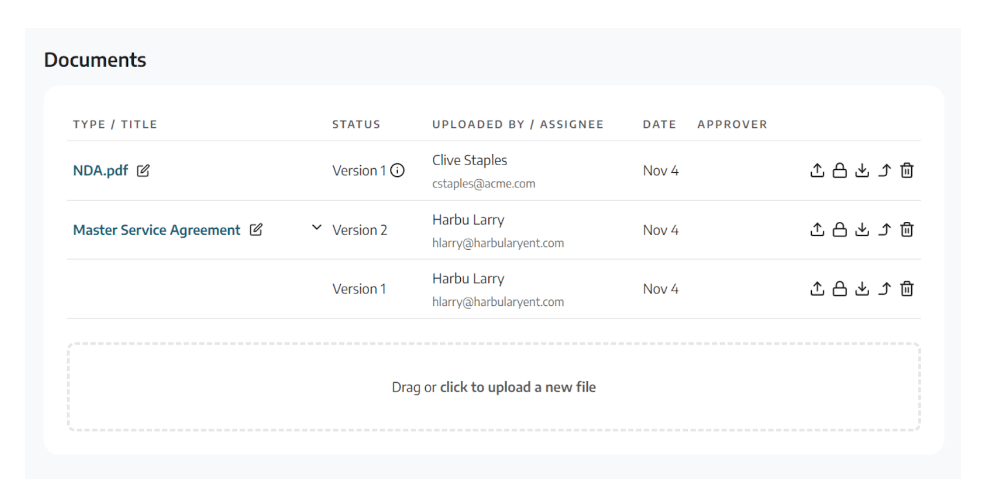 Documents
TYPE / TITLE STATUS UPLOADED BY / ASSIGNEE DATE APPROVER
NDA.pdf Version 1 Clive Staples Nov 4
cstaples@acme.com
Master Service Agreement Version 2 Harbu Larry Nov 4
hlarry@harbularyent.com
Version 1 Harbu Larry Nov 4
hlarry@harbularyent.com
Drag or click to upload a new file